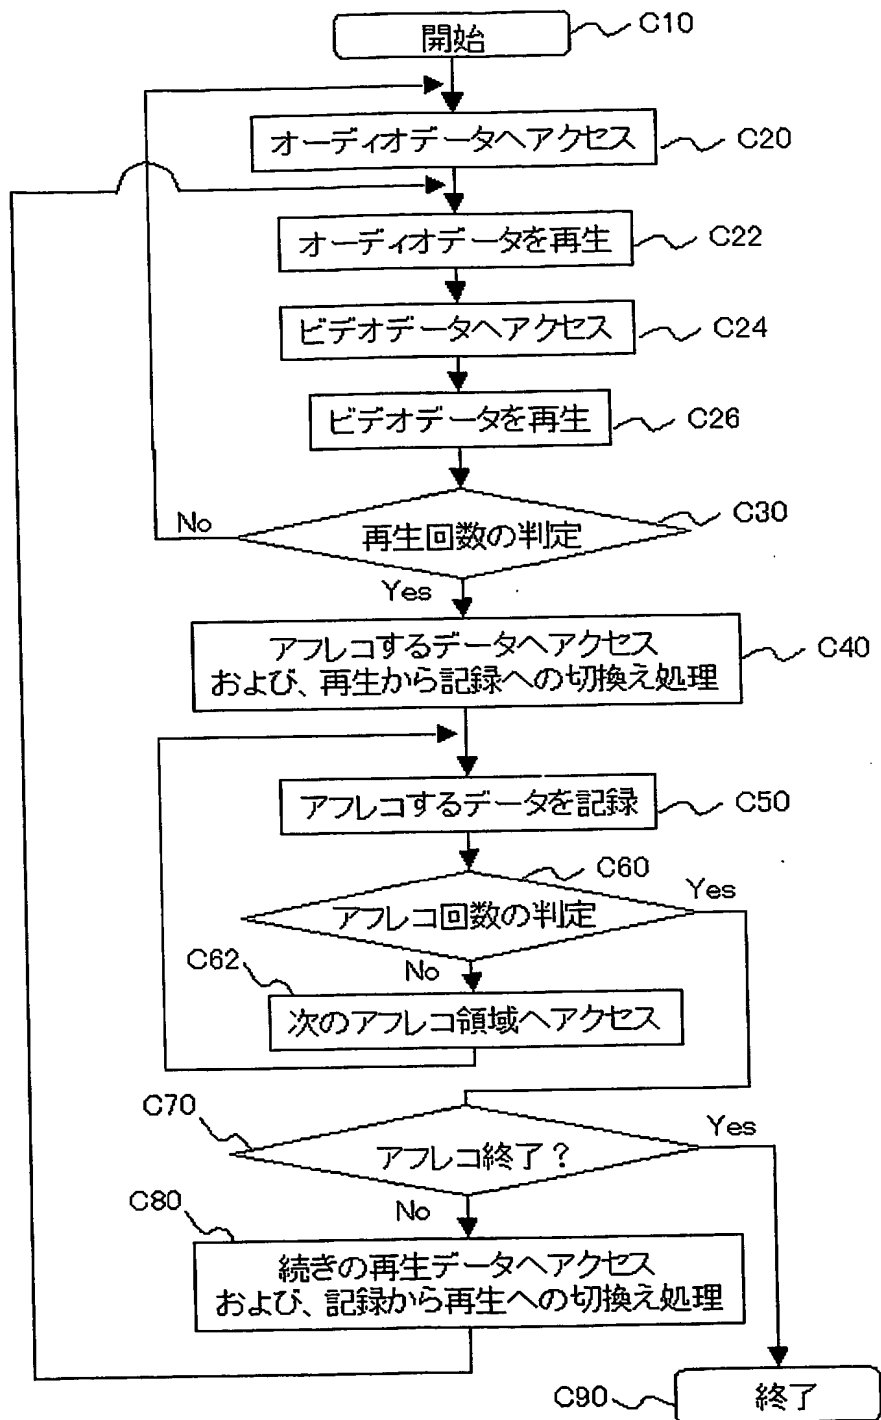 開始
C10
オーディオデータへアクセス
C20
オーディオデータを再生
C22
ビデオデータへアクセス
C24
ビデオデータを再生
C26
再生回数の判定
C30
No
Yes
アフレコするデータへアクセス
および、再生から記録への切換え処理
C40
アフレコするデータを記録
C50
C60
アフレコ回数の判定
Yes
No
C62
次のアフレコ領域へアクセス
C70
アフレコ終了?
Yes
No
C80
続きの再生データへアクセス
および、記録から再生への切換え処理
C90
終了